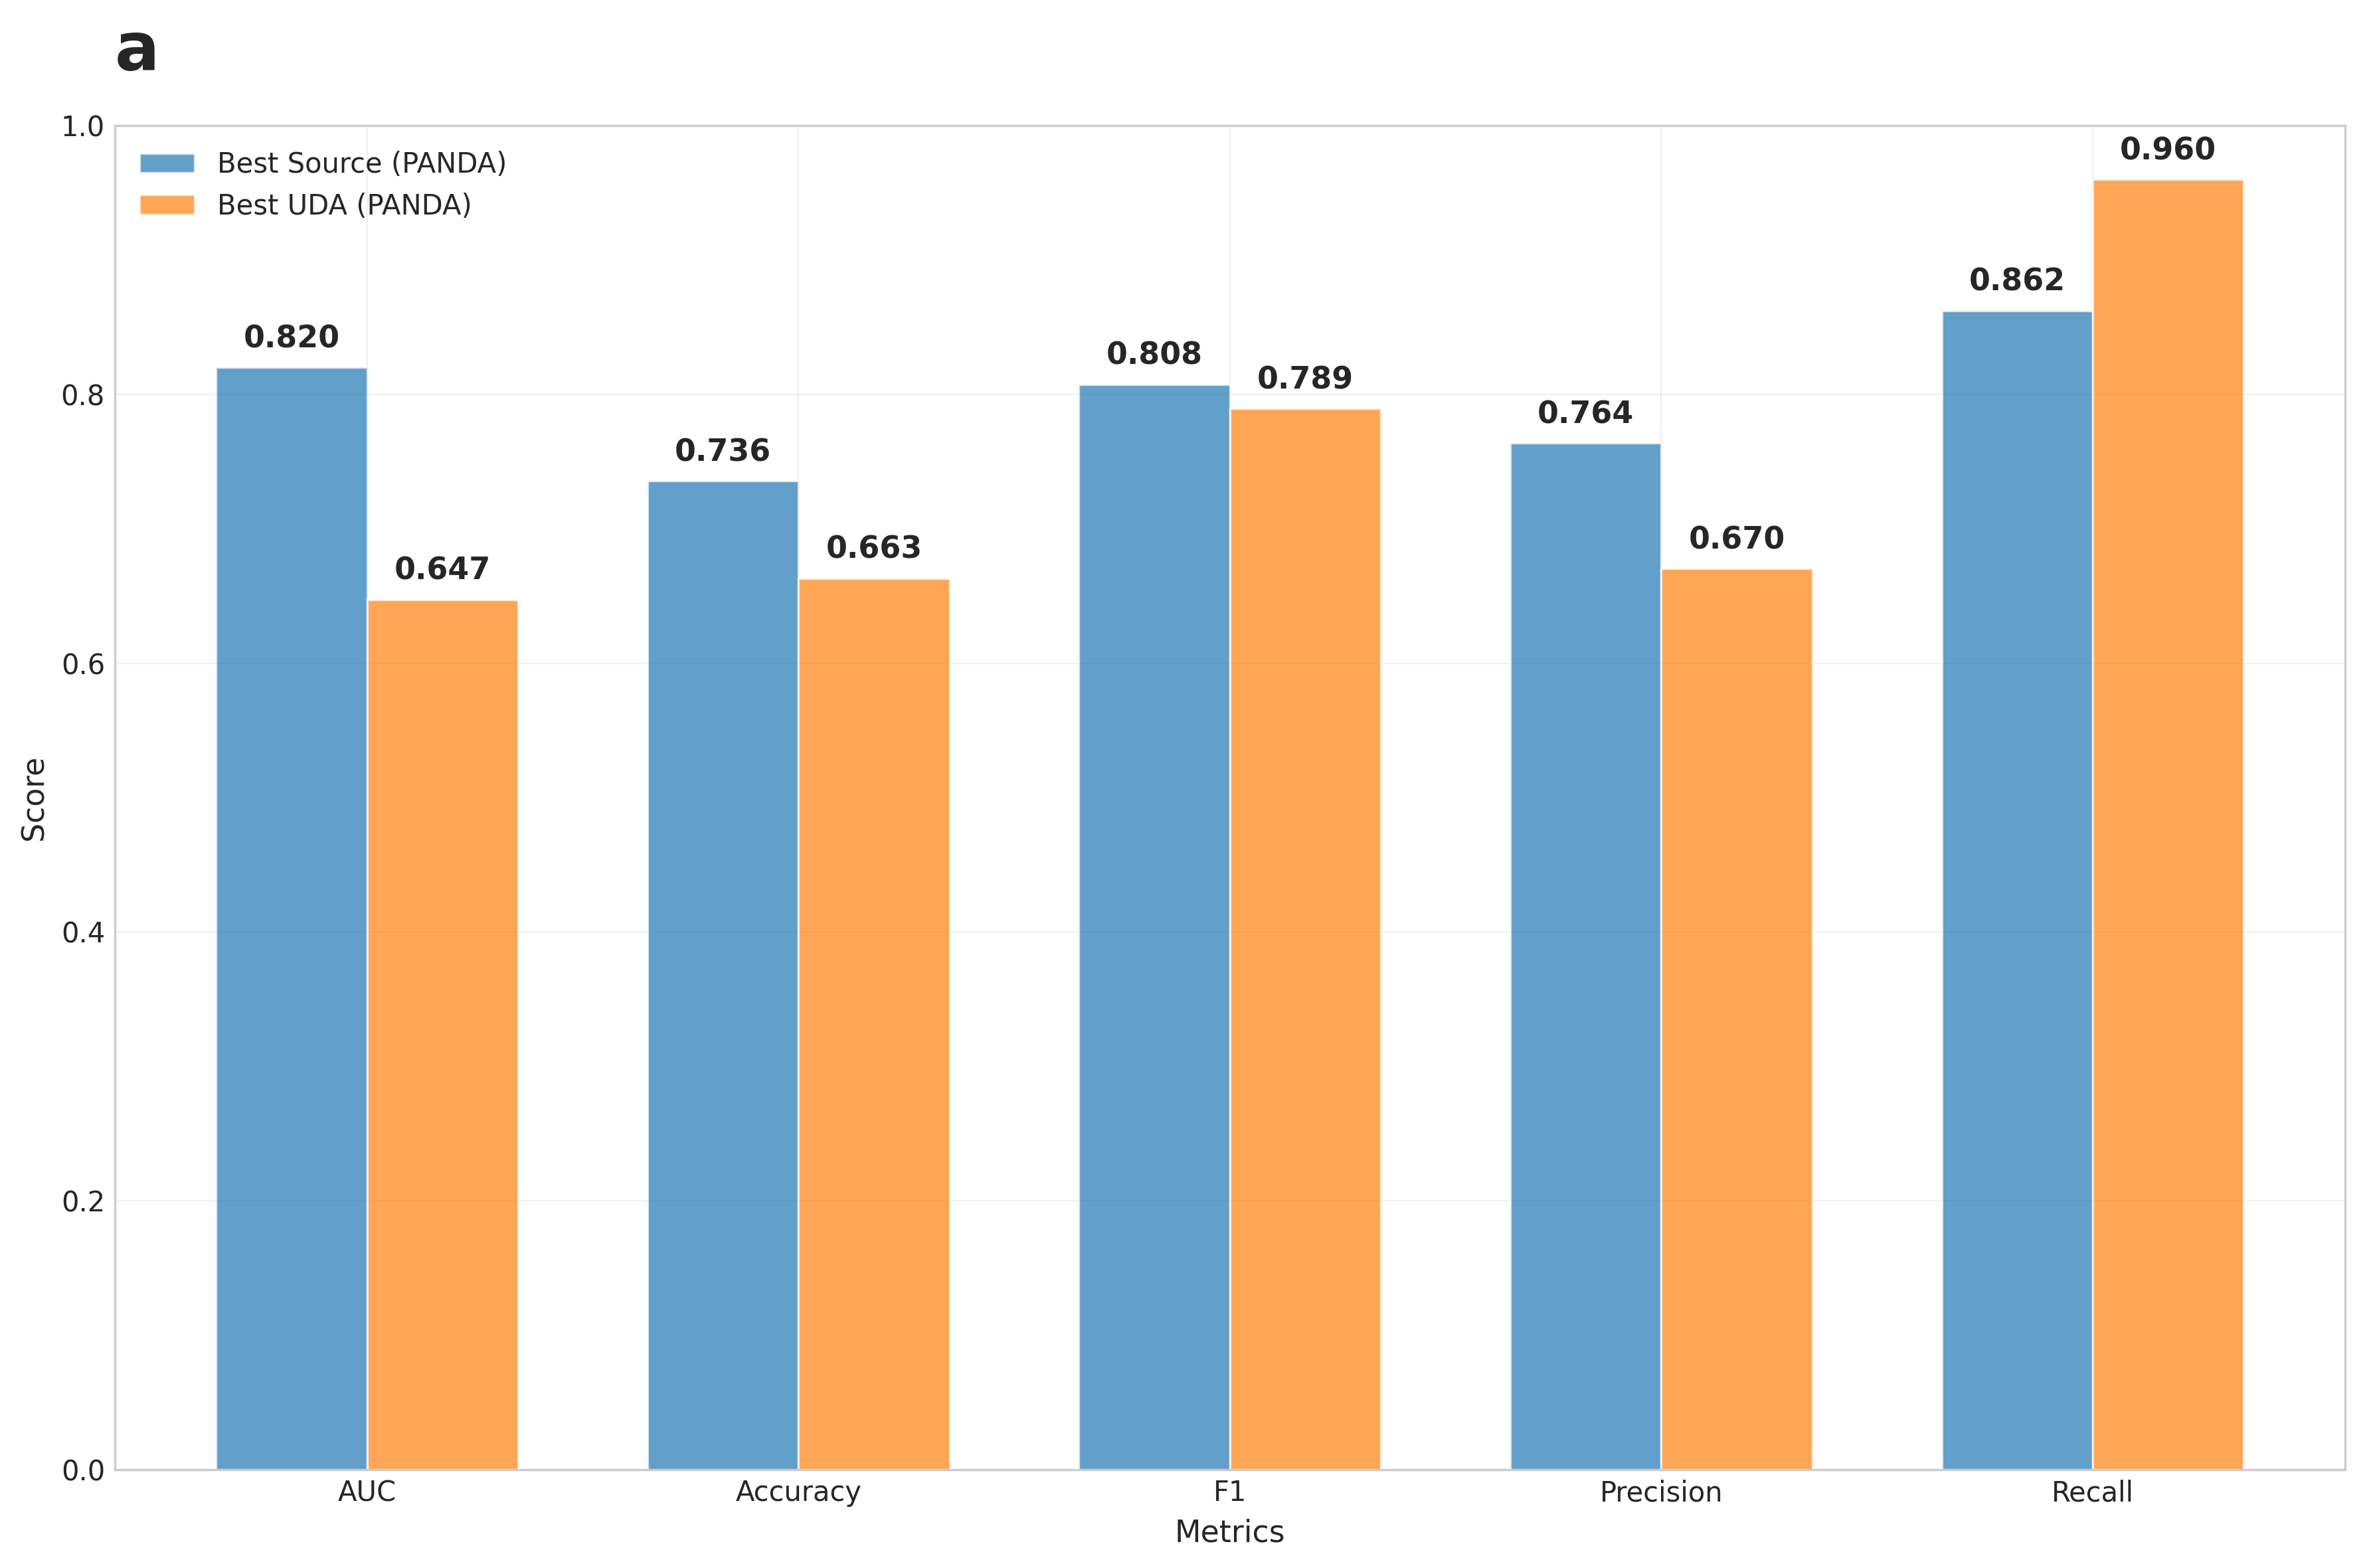 a
1.0
0.8
0.6
0.4
0.2
0.0
Score
Best Source (PANDA)
Best UDA (PANDA)
0.820
0.647
0.736
0.663
0.808
0.789
0.764
0.670
0.862
0.960
AUC
Accuracy
F1
Precision
Recall
Metrics